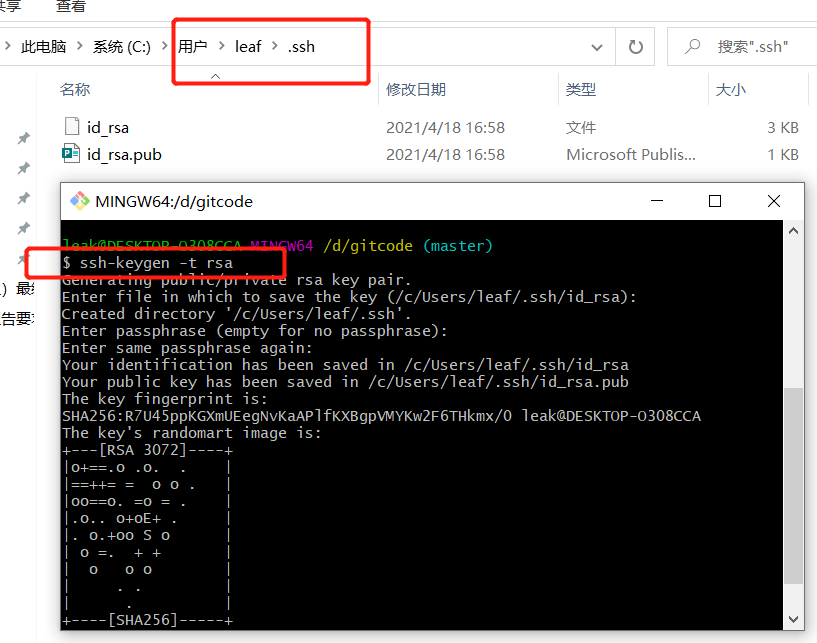 共享 查看
此电脑 系统 (C:) 用户 leaf .ssh 搜索".ssh"
名称 修改日期 类型 大小
id_rsa 2021/4/18 16:58 文件 3 KB
id_rsa.pub 2021/4/18 16:58 Microsoft Publis... 1 KB
MINGW64:/d/gitcode
leak@DESKTOP-O308CCA MINGW64 /d/gitcode (master)
$ ssh-keygen -t rsa
Generating public/private rsa key pair.
Enter file in which to save the key (/c/Users/leaf/.ssh/id_rsa):
Created directory '/c/Users/leaf/.ssh'.
Enter passphrase (empty for no passphrase):
Enter same passphrase again:
Your identification has been saved in /c/Users/leaf/.ssh/id_rsa
Your public key has been saved in /c/Users/leaf/.ssh/id_rsa.pub
The key fingerprint is:
SHA256:R7U45ppKGXmUEegNvKaAPlfKXBgpVMYKw2F6THkmx/O leak@DESKTOP-O308CCA
The key's randomart image is:
+---[RSA 3072]----+
|o+==.o .o.  .    |
|==++= =  o o .   |
|oo==o. =o = .    |
|.o.. o+oE+ .     |
|. o.+oo S o      |
| o =.  + +       |
|  o   o o        |
|     . .         |
|      .          |
+----[SHA256]-----+
) 最
告要